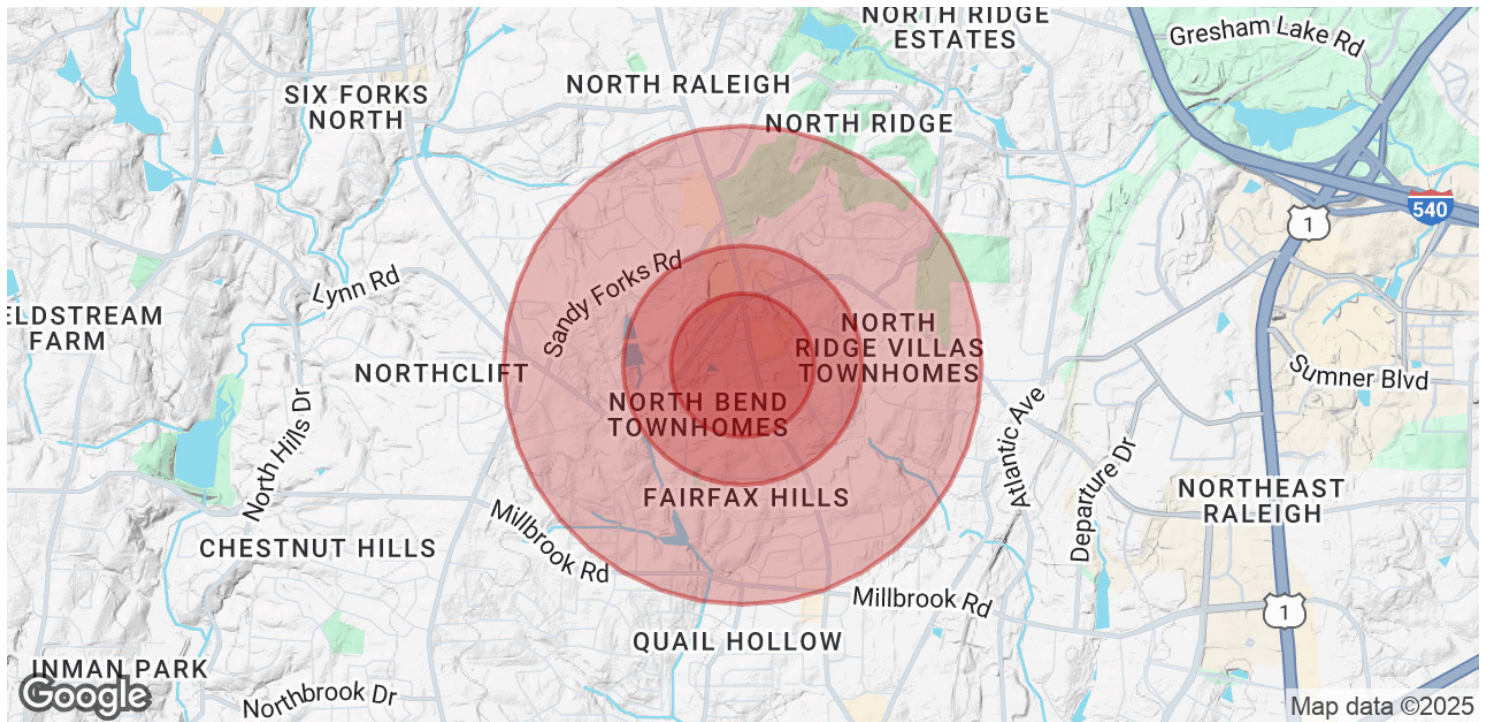 NORTH RIDGE
ESTATES
Gresham Lake Rd
NORTH RALEIGH
SIX FORKS
NORTH
NORTH RIDGE
540
1
Sandy Forks Rd
Lynn Rd
ELDSTREAM
FARM
NORTH
RIDGE VILLAS
TOWNHOMES
NORTHCLIFT
Sumner Blvd
NORTH BEND
TOWNHOMES
North Hills Dr
Atlantic Ave
Departure Dr
FAIRFAX HILLS
NORTHEAST
RALEIGH
Millbrook Rd
CHESTNUT HILLS
Millbrook Rd
1
QUAIL HOLLOW
INMAN PARK
Northbrook Dr
Google
Map data ©2025